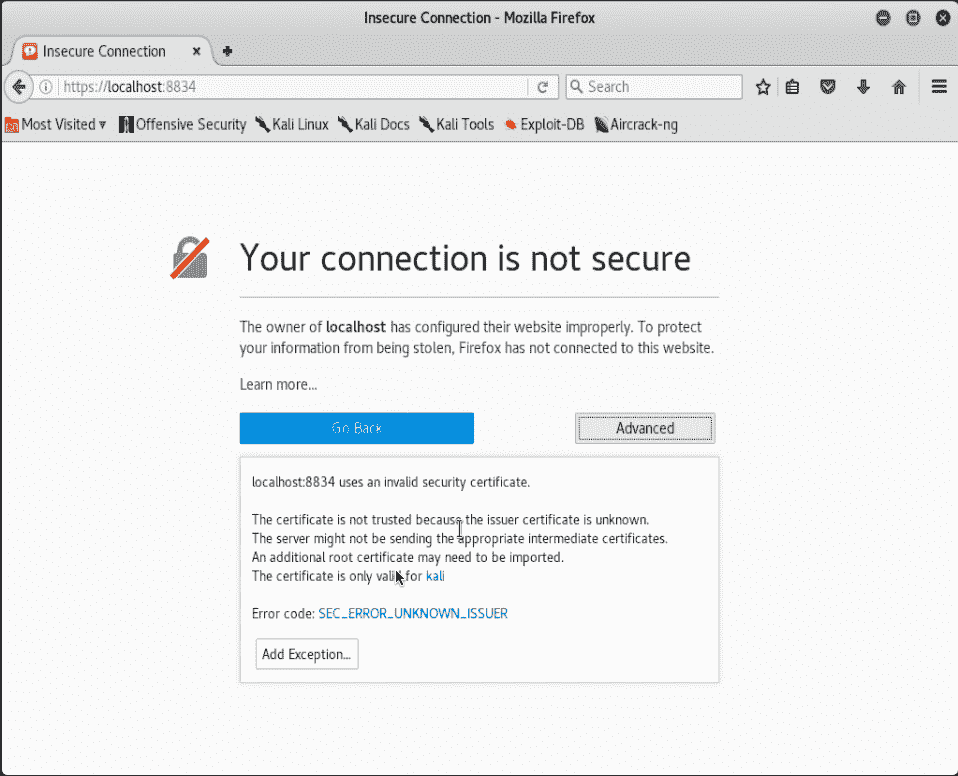 Insecure Connection - Mozilla Firefox
Insecure Connection
https://localhost:8834
Search
Most Visited Offensive Security Kali Linux Kali Docs Kali Tools Exploit-DB Aircrack-ng
Your connection is not secure
The owner of localhost has configured their website improperly. To protect
your information from being stolen, Firefox has not connected to this website.
Learn more...
Go Back
Advanced
localhost:8834 uses an invalid security certificate.
The certificate is not trusted because the issuer certificate is unknown.
The server might not be sending the appropriate intermediate certificates.
An additional root certificate may need to be imported.
The certificate is only valid for kali
Error code: SEC_ERROR_UNKNOWN_ISSUER
Add Exception...